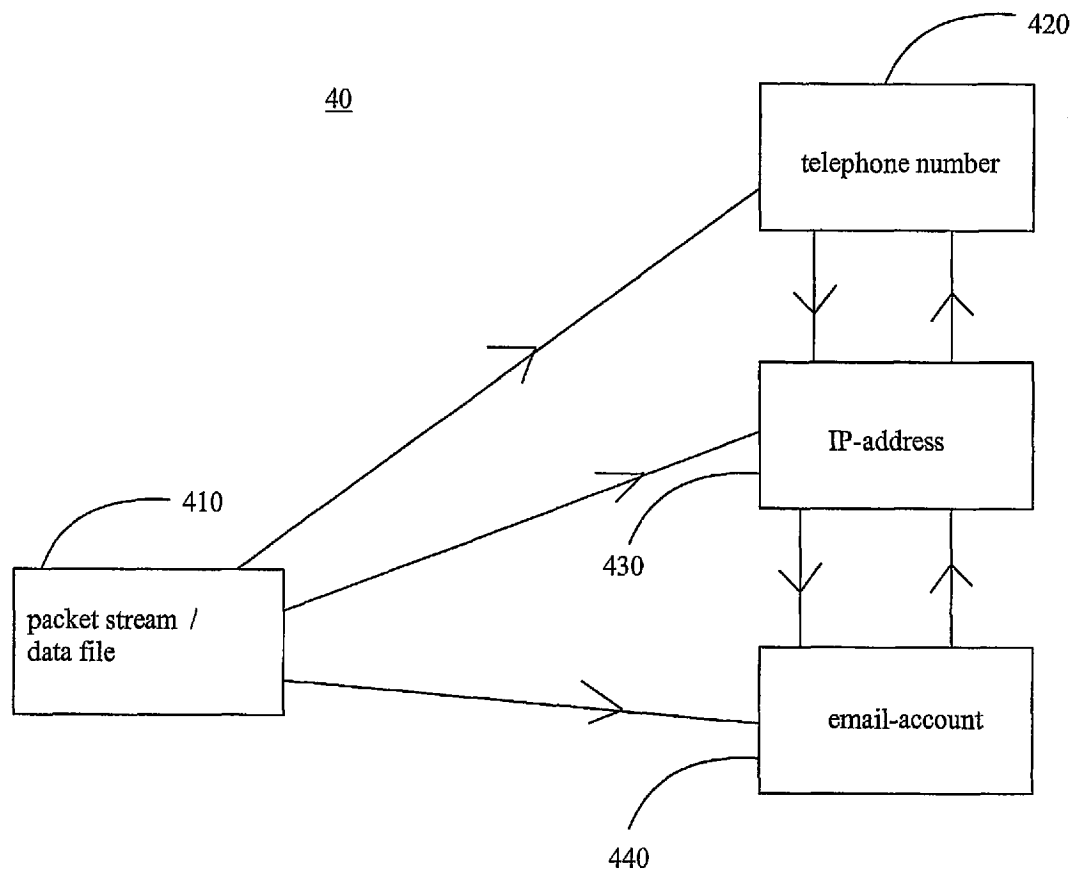 420
40
telephone number
IP-address
410
430
packet stream /
data file
email-account
440